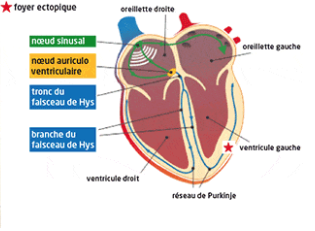 ★ foyer ectopique
oreillette droite
nœud sinusal
oreillette gauche
nœud auriculo
ventriculaire
tronc du
faisceau de Hys
branche du
faisceau de Hys
ventricule gauche
ventricule droit
réseau de Purkinje